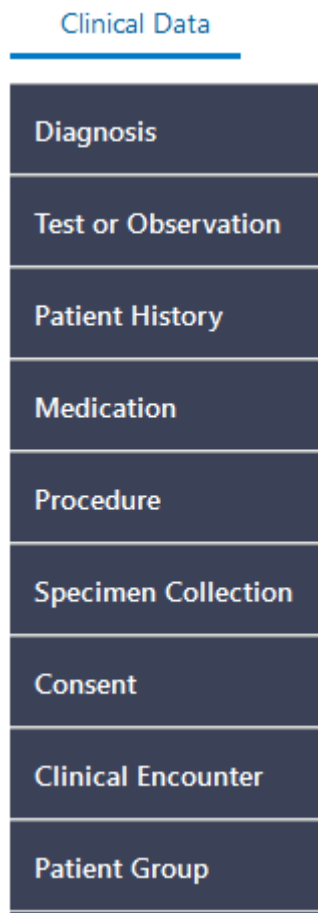 Clinical Data
Diagnosis
Test or Observation
Patient History
Medication
Procedure
Specimen Collection
Consent
Clinical Encounter
Patient Group